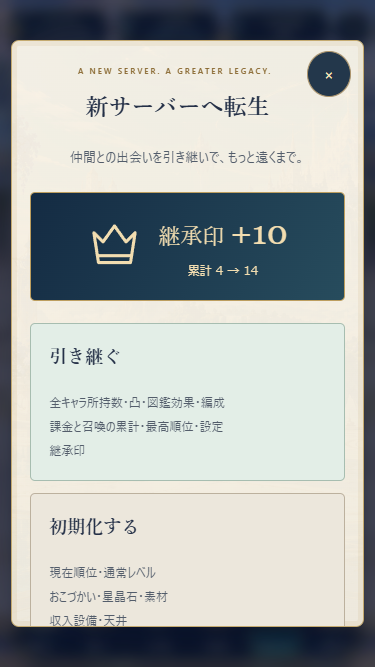 A NEW SERVER. A GREATER LEGACY.
×
新サーバーへ転生
仲間との出会いを引き継いで、もっと遠くまで。
継承印 +10
累計 4 → 14
引き継ぐ
全キャラ所持数・凸・図鑑効果・編成
課金と召喚の累計・最高順位・設定
継承印
初期化する
現在順位・通常レベル
おこづかい・星晶石・素材
収入設備・天井